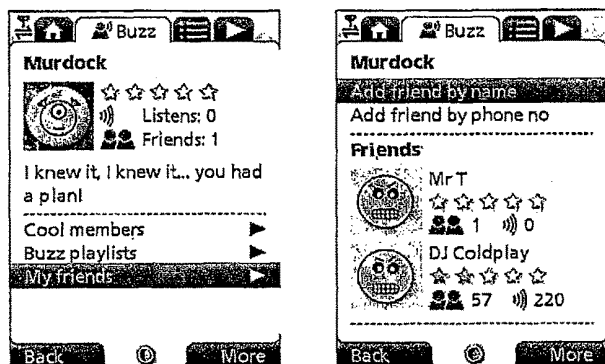 Buzz
Murdock
Listens: 0
Friends: 1
I knew it, I knew it... you had
a plan!
Cool members
Buzz playlists
My friends
Back
More
Buzz
Murdock
Add friend by name
Add friend by phone no
Friends
Mr T
1 0
DJ Coldplay
57 220
Back
More